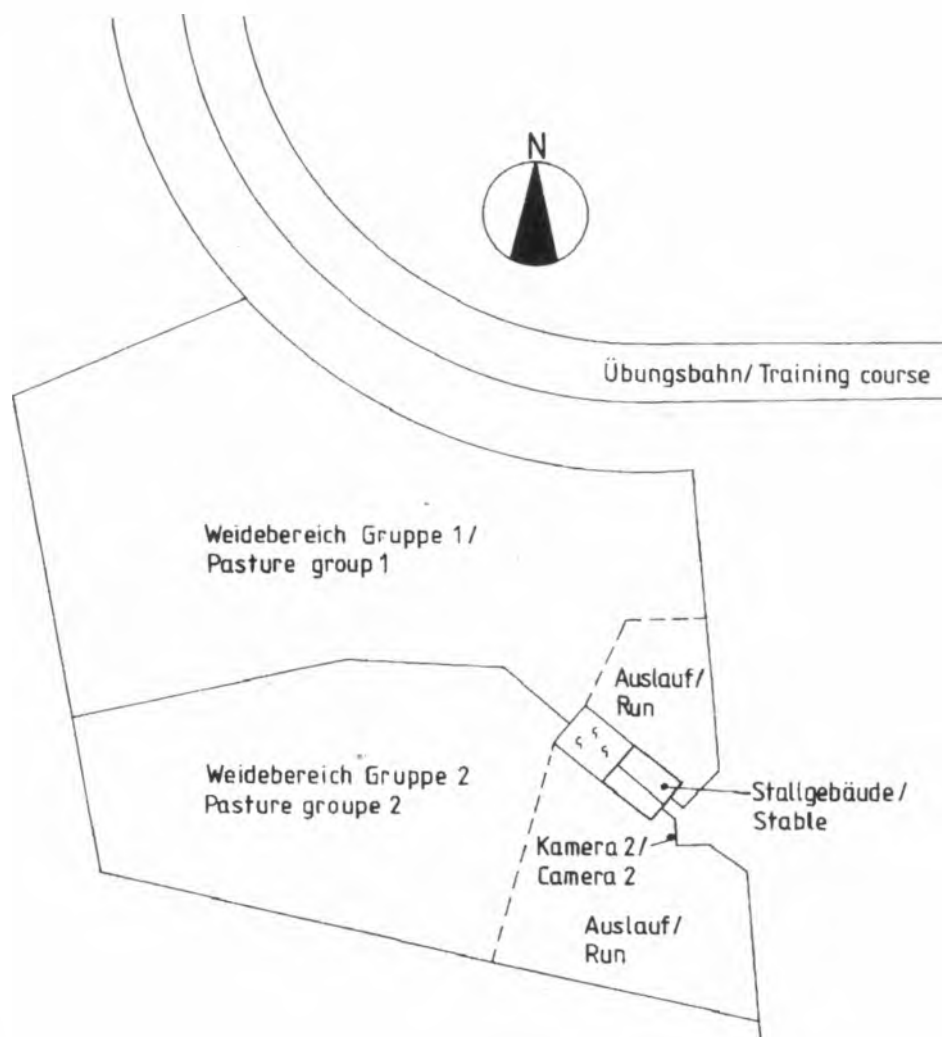 N
Übungsbahn/Training course
Weidebereich Gruppe 1/
Pasture group 1
Auslauf/
Run
Weidebereich Gruppe 2/
Pasture groupe 2
Stallgebäude/
Stable
Kamera 2/
Camera 2
Auslauf/
Run